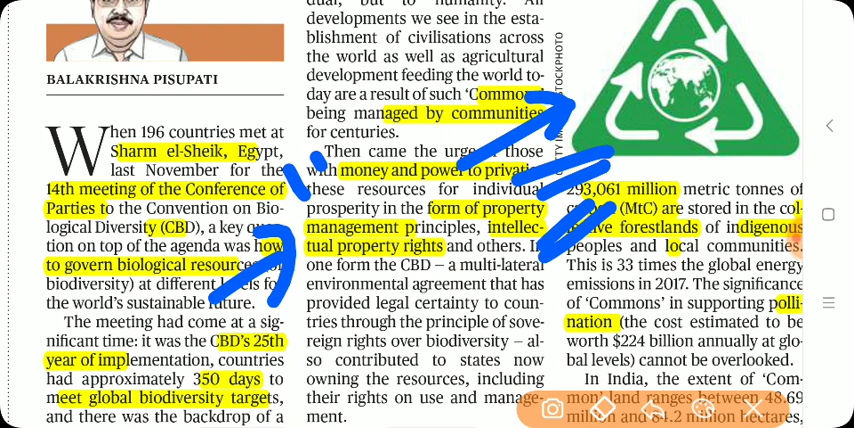 BALAKRISHNA PISUPATI
When 196 countries met at
Sharm el-Sheik, Egypt,
last November for the
14th meeting of the Conference of
Parties to the Convention on Bio-
logical Diversity (CBD), a key ques-
tion on top of the agenda was how
to govern biological resources (or
biodiversity) at different levels for
the world's sustainable future.
The meeting had come at a sig-
nificant time: it was the CBD's 25th
year of implementation, countries
had approximately 350 days to
meet global biodiversity targets,
and there was the backdrop of a
dual, but to humanity. All
developments we see in the esta-
blishment of civilisations across
the world as well as agricultural
development feeding the world to-
day are a result of such 'Commons'
being managed by communities
for centuries.
Then came the urge of those
with money and power to privatise
these resources for individual
prosperity in the form of property
management principles, intellec-
tual property rights and others. In
one form the CBD – a multi-lateral
environmental agreement that has
provided legal certainty to coun-
tries through the principle of sove-
reign rights over biodiversity – al-
so contributed to states now
owning the resources, including
their rights on use and manage-
ment.
STOCKPHOTO
293,061 million metric tonnes of
(MtC) are stored in the col-
lective forestlands of indigenous
peoples and local communities.
This is 33 times the global energy
emissions in 2017. The significance
of 'Commons' in supporting polli-
nation (the cost estimated to be
worth $224 billion annually at glo-
bal levels) cannot be overlooked.
In India, the extent of 'Com-
mon' land ranges between 48.69
million and 84.2 million hectares,